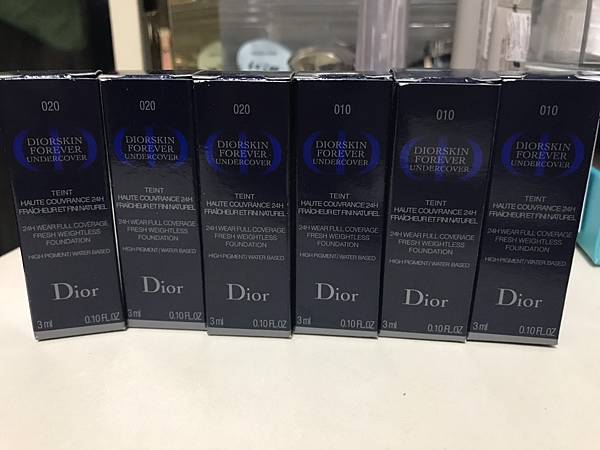 020
DIORSKIN
FOREVER
UNDERCOVER
TEINT
HAUTE COUVRANCE 24H
FRAÎCHEUR ET FINI NATUREL
24H WEAR FULL COVERAGE
FRESH WEIGHTLESS
FOUNDATION
HIGH PIGMENT/WATER BASED
Dior
3 ml 0.10 FL.OZ
020
DIORSKIN
FOREVER
UNDERCOVER
TEINT
HAUTE COUVRANCE 24H
FRAÎCHEUR ET FINI NATUREL
24H WEAR FULL COVERAGE
FRESH WEIGHTLESS
FOUNDATION
HIGH PIGMENT/WATER BASED
Dior
3 ml 0.10 FL.OZ
020
DIORSKIN
FOREVER
UNDERCOVER
TEINT
HAUTE COUVRANCE 24H
FRAÎCHEUR ET FINI NATUREL
24H WEAR FULL COVERAGE
FRESH WEIGHTLESS
FOUNDATION
HIGH PIGMENT/WATER BASED
Dior
3 ml 0.10 FL.OZ
010
DIORSKIN
FOREVER
UNDERCOVER
TEINT
HAUTE COUVRANCE 24H
FRAÎCHEUR ET FINI NATUREL
24H WEAR FULL COVERAGE
FRESH WEIGHTLESS
FOUNDATION
HIGH PIGMENT/WATER BASED
Dior
3 ml 0.10 FL.OZ
010
DIORSKIN
FOREVER
UNDERCOVER
TEINT
HAUTE COUVRANCE 24H
FRAÎCHEUR ET FINI NATUREL
24H WEAR FULL COVERAGE
FRESH WEIGHTLESS
FOUNDATION
HIGH PIGMENT/WATER BASED
Dior
3 ml 0.10 FL.OZ
010
DIORSKIN
FOREVER
UNDERCOVER
TEINT
HAUTE COUVRANCE 24H
FRAÎCHEUR ET FINI NATUREL
24H WEAR FULL COVERAGE
FRESH WEIGHTLESS
FOUNDATION
HIGH PIGMENT/WATER BASED
Dior
3 ml 0.10 FL.OZ